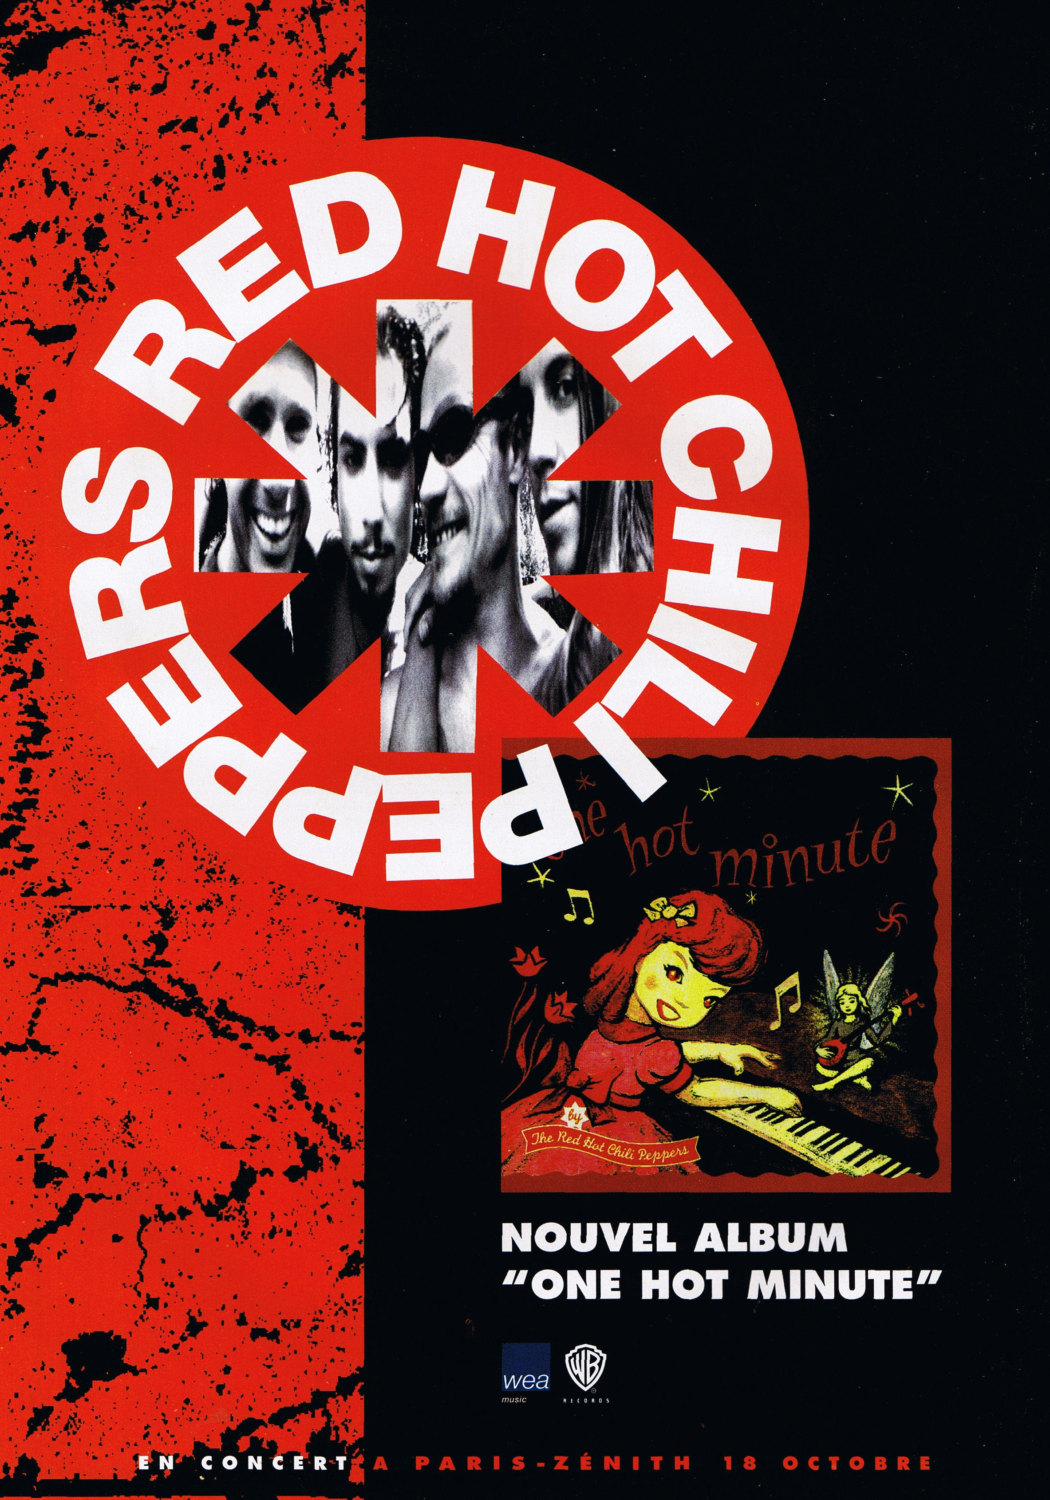 RED HOT CHILI PEPPERS
one hot minute
by
The Red Hot Chili Peppers
NOUVEL ALBUM
"ONE HOT MINUTE"
wea
music
WB
RECORDS
EN CONCERT A PARIS-ZÉNITH 18 OCTOBRE